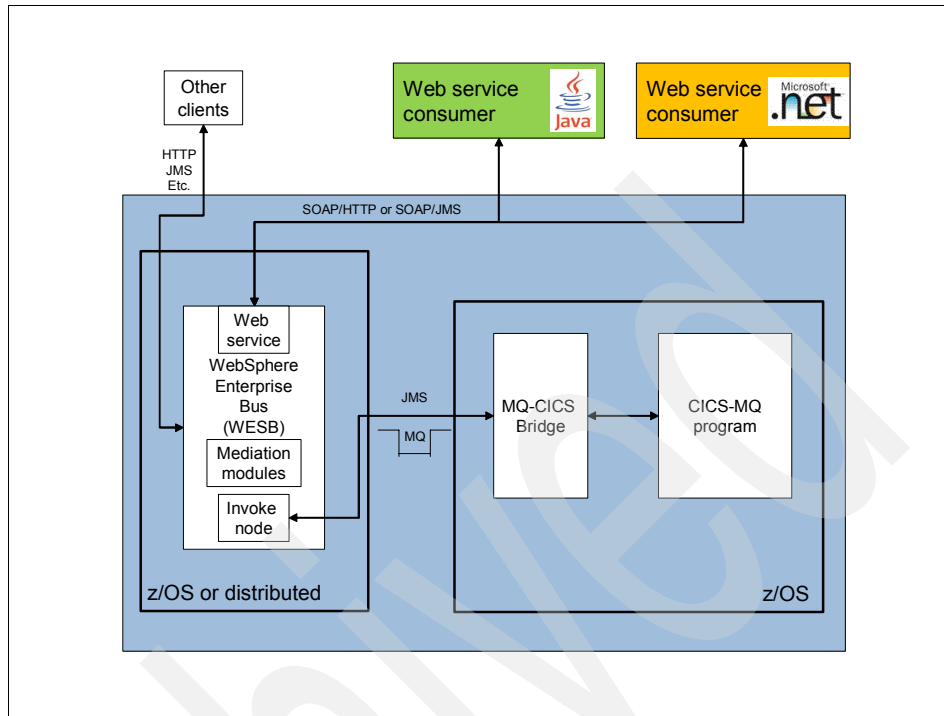 Other
clients
Web service
consumer
Java
Web service
consumer
Microsoft
.net
HTTP
JMS
Etc.
SOAP/HTTP or SOAP/JMS
Web
service
WebSphere
Enterprise
Bus
(WESB)
Mediation
modules
Invoke
node
z/OS or distributed
JMS
MQ
MQ-CICS
Bridge
CICS-MQ
program
z/OS